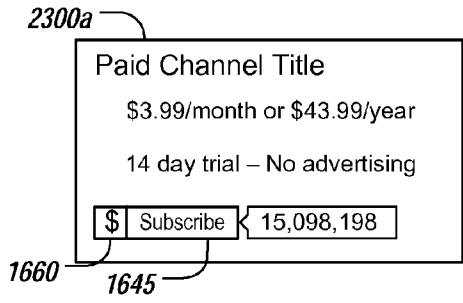 2300a
Paid Channel Title
$3.99/month or $43.99/year
14 day trial – No advertising
$ Subscribe 15,098,198
1660
1645